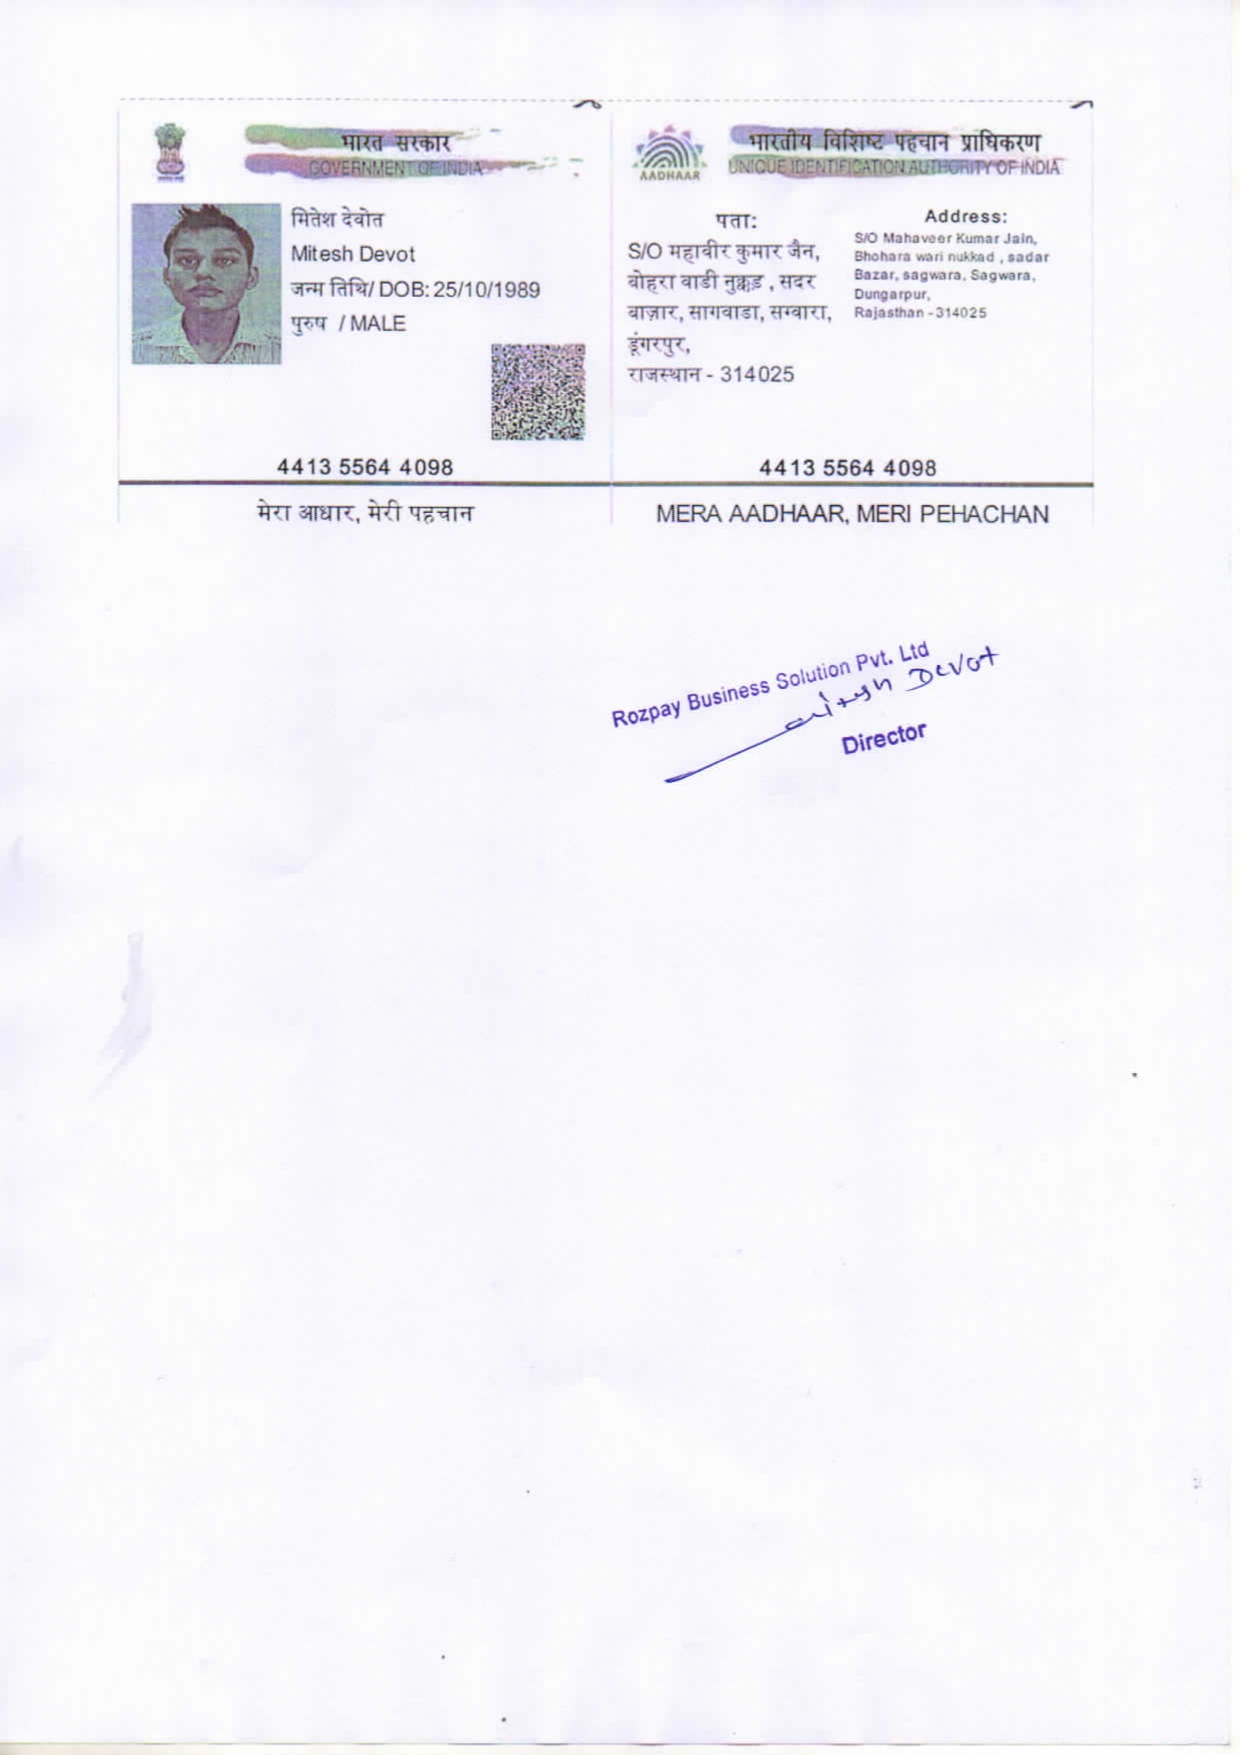 भारत सरकार
GOVERNMENT OF INDIA
मितेश देवोत
Mitesh Devot
जन्म तिथि/ DOB: 25/10/1989
पुरुष / MALE
4413 5564 4098
मेरा आधार, मेरी पहचान
AADHAAR
भारतीय विशिष्ट पहचान प्राधिकरण
UNIQUE IDENTIFICATION AUTHORITY OF INDIA
पता:
S/O महावीर कुमार जैन,
बोहरा वाडी नुक्कड़ , सदर
बाज़ार, सागवाडा, सग्वारा,
डूंगरपुर,
राजस्थान - 314025
Address:
S/O Mahaveer Kumar Jain,
Bhohara wari nukkad , sadar
Bazar, sagwara, Sagwara,
Dungarpur,
Rajasthan - 314025
4413 5564 4098
MERA AADHAAR, MERI PEHACHAN
Rozpay Business Solution Pvt. Ltd
Mitesh Devot
Director